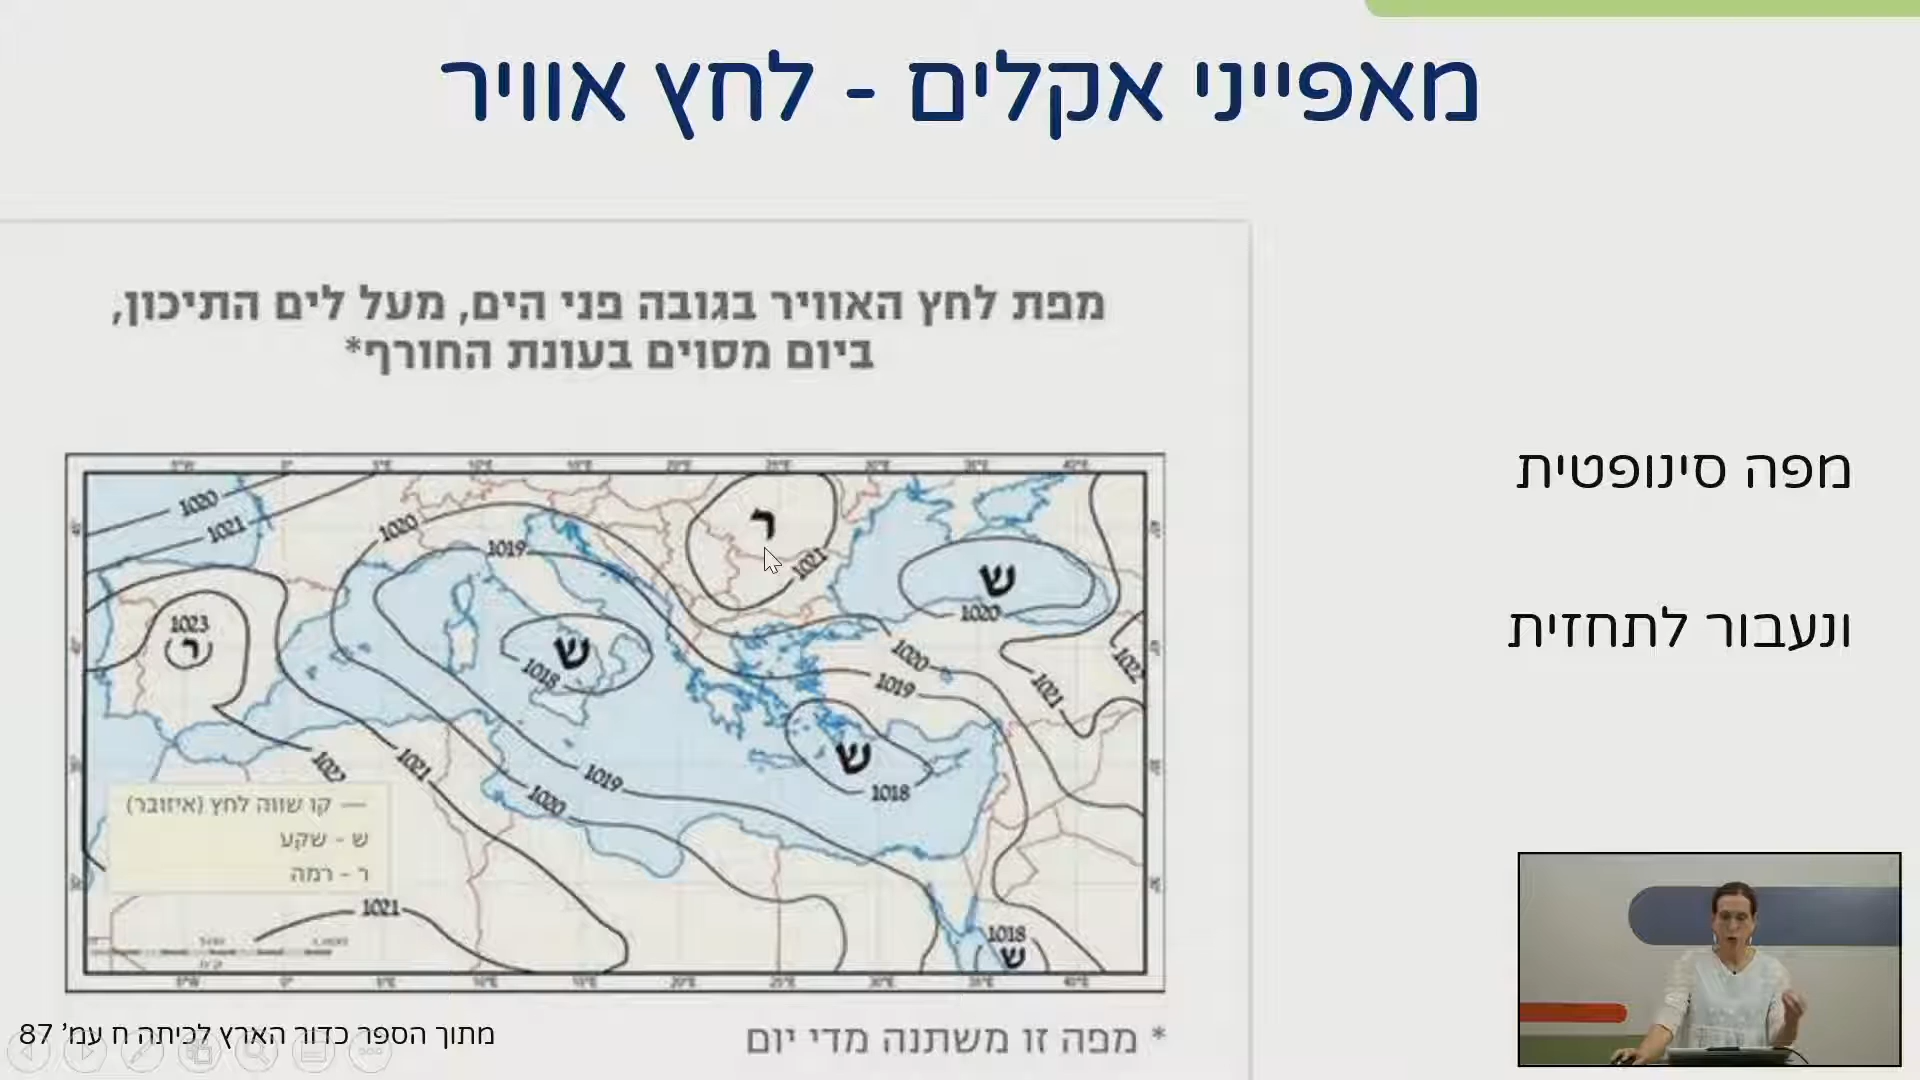 מאפייני אקלים - לחץ אוויר
מפת לחץ האוויר בגובה פני הים, מעל לים התיכון,
ביום מסוים בעונת החורף*
מפה סינופטית
ונעבור לתחזית
1020
1021
1020
1019
ר
1021
ש
1020
1023
ר
ש
1018
1020
1019
1021
1022
ש
1018
1022
1021
1019
1020
קו שווה לחץ (איזובר)
ש - שקע
ר - רמה
1021
1018
ש
* מפה זו משתנה מדי יום
מתוך הספר כדור הארץ לכיתה ח עמ' 87